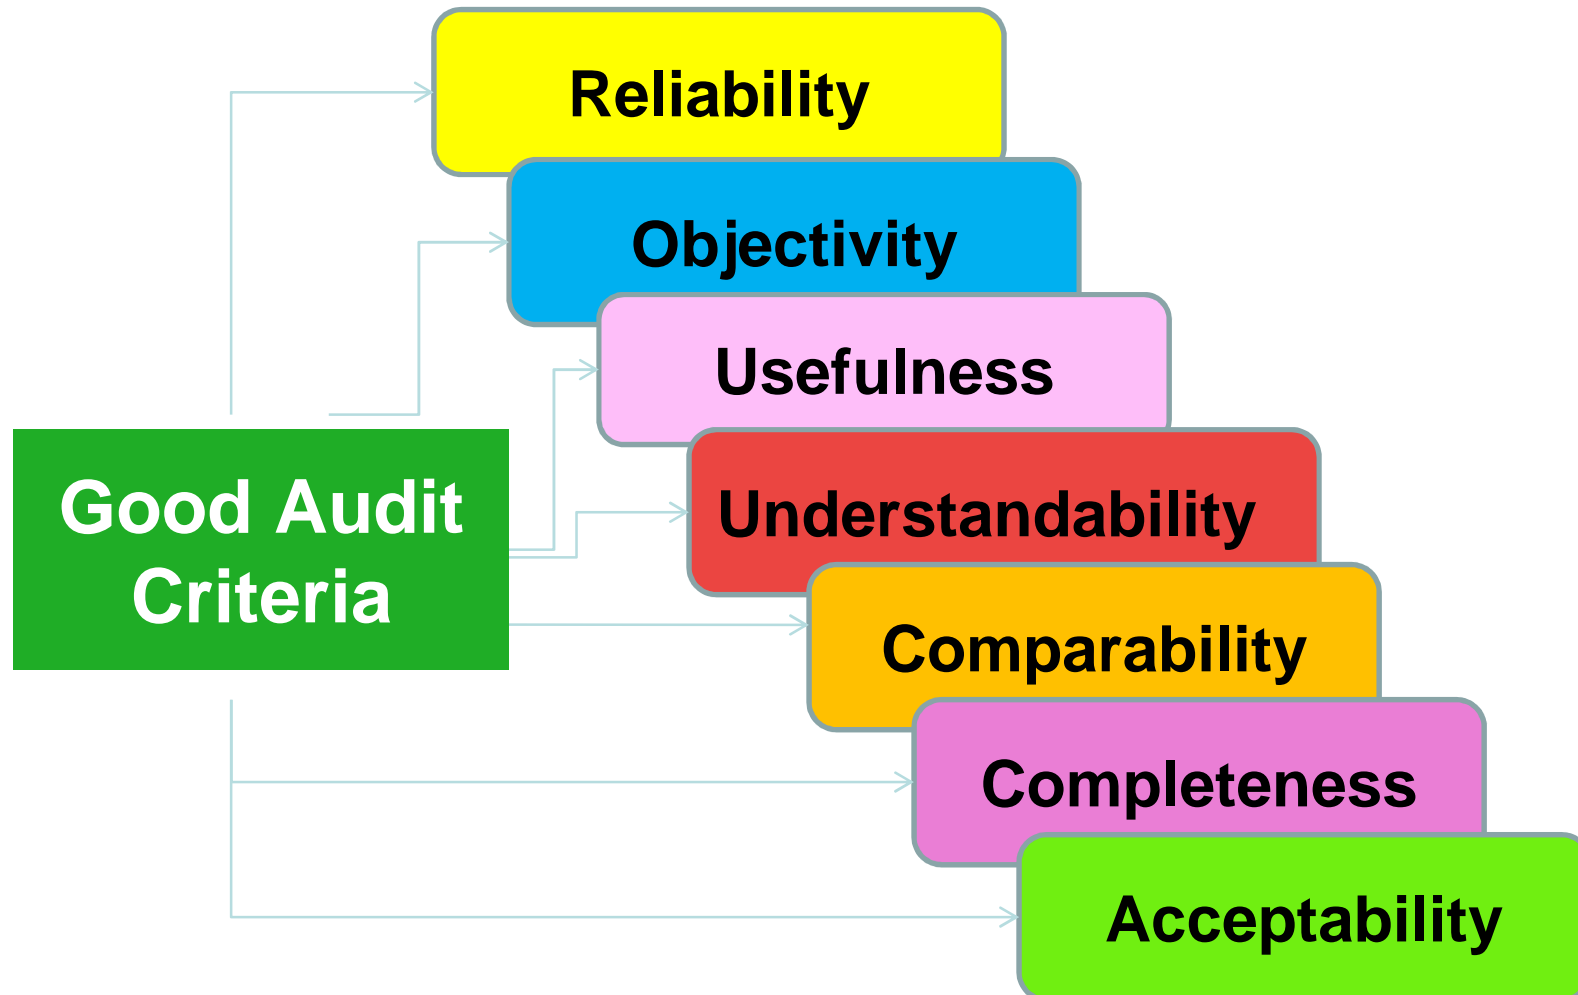 Reliability
Objectivity
Usefulness
Good Audit
Criteria
Understandability
Comparability
Completeness
Acceptability